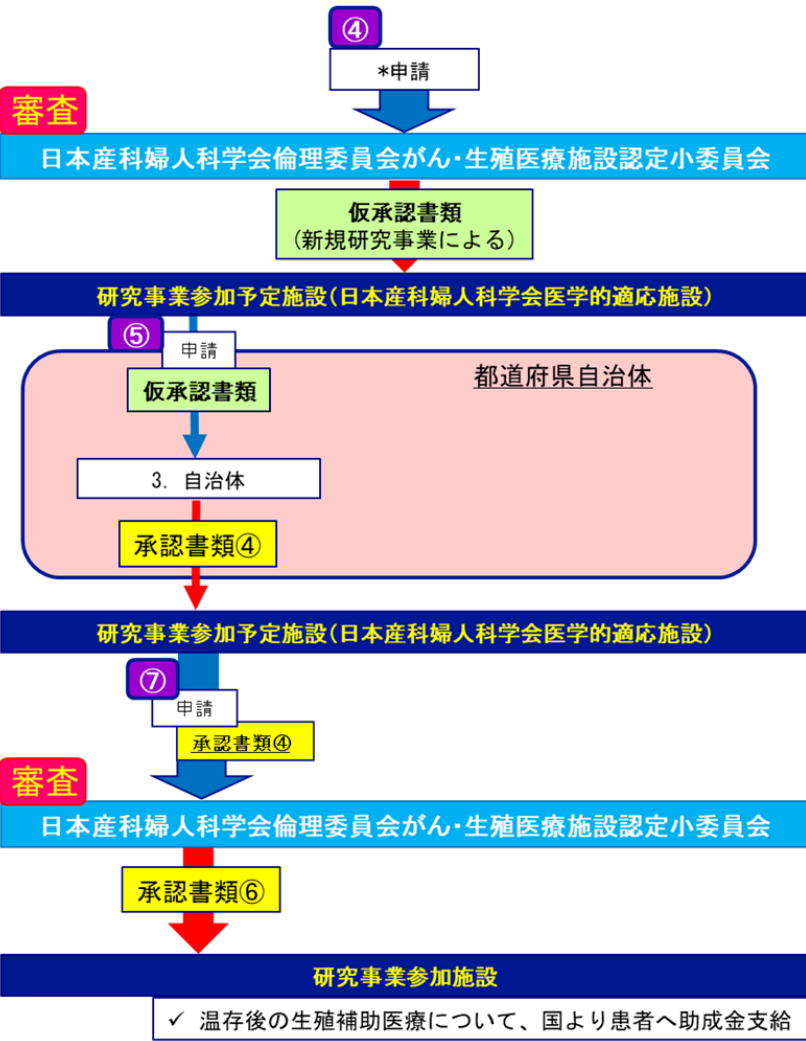 ④
*申請
審査
日本産科婦人科学会倫理委員会がん・生殖医療施設認定小委員会
仮承認書類
(新規研究事業による)
研究事業参加予定施設(日本産科婦人科学会医学的適応施設)
⑤
申請
都道府県自治体
仮承認書類
3. 自治体
承認書類④
研究事業参加予定施設(日本産科婦人科学会医学的適応施設)
⑦
申請
承認書類④
審査
日本産科婦人科学会倫理委員会がん・生殖医療施設認定小委員会
承認書類⑥
研究事業参加施設
✓ 温存後の生殖補助医療について、国より患者へ助成金支給